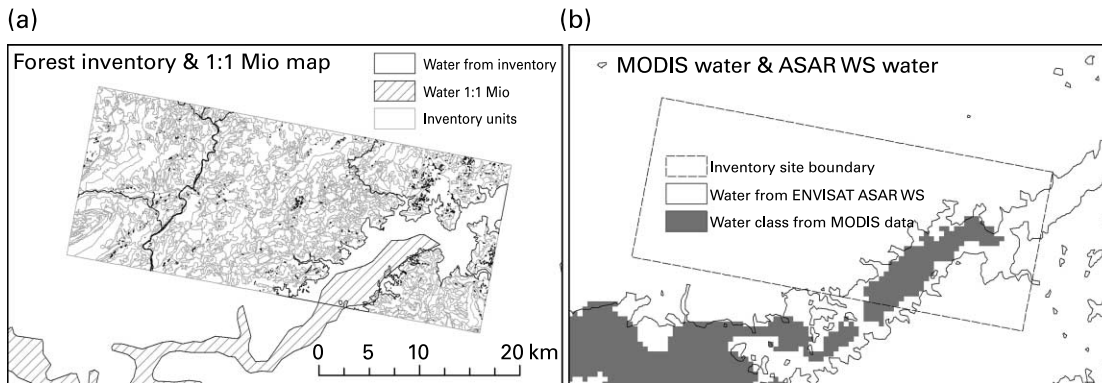 (a)
Forest inventory & 1:1 Mio map
Water from inventory
Water 1:1 Mio
Inventory units
0 5 10 20 km
(b)
MODIS water & ASAR WS water
Inventory site boundary
Water from ENVISAT ASAR WS
Water class from MODIS data